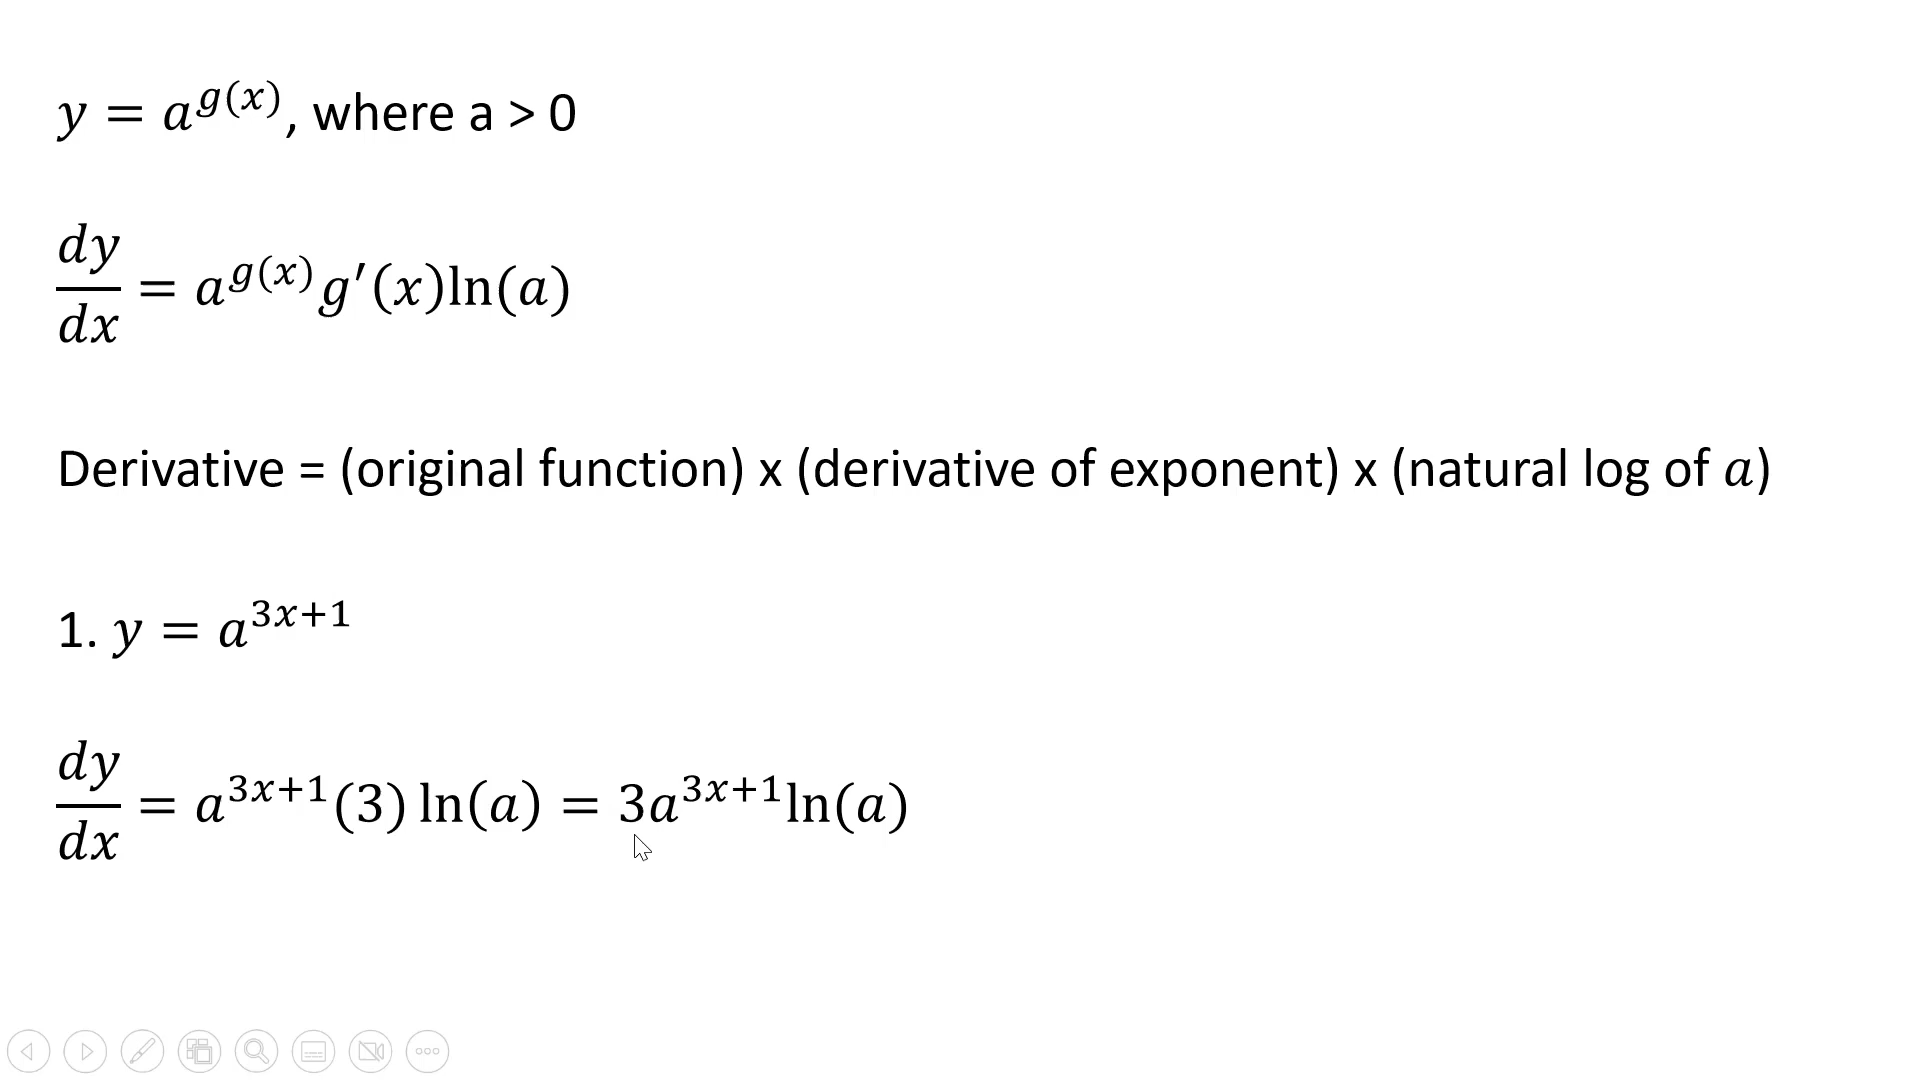 y = a^{g(x)}, where a > 0
dy/dx = a^{g(x)}g′(x)ln(a)
Derivative = (original function) x (derivative of exponent) x (natural log of a)
1. y = a^{3x+1}
dy/dx = a^{3x+1}(3) ln(a) = 3a^{3x+1}ln(a)